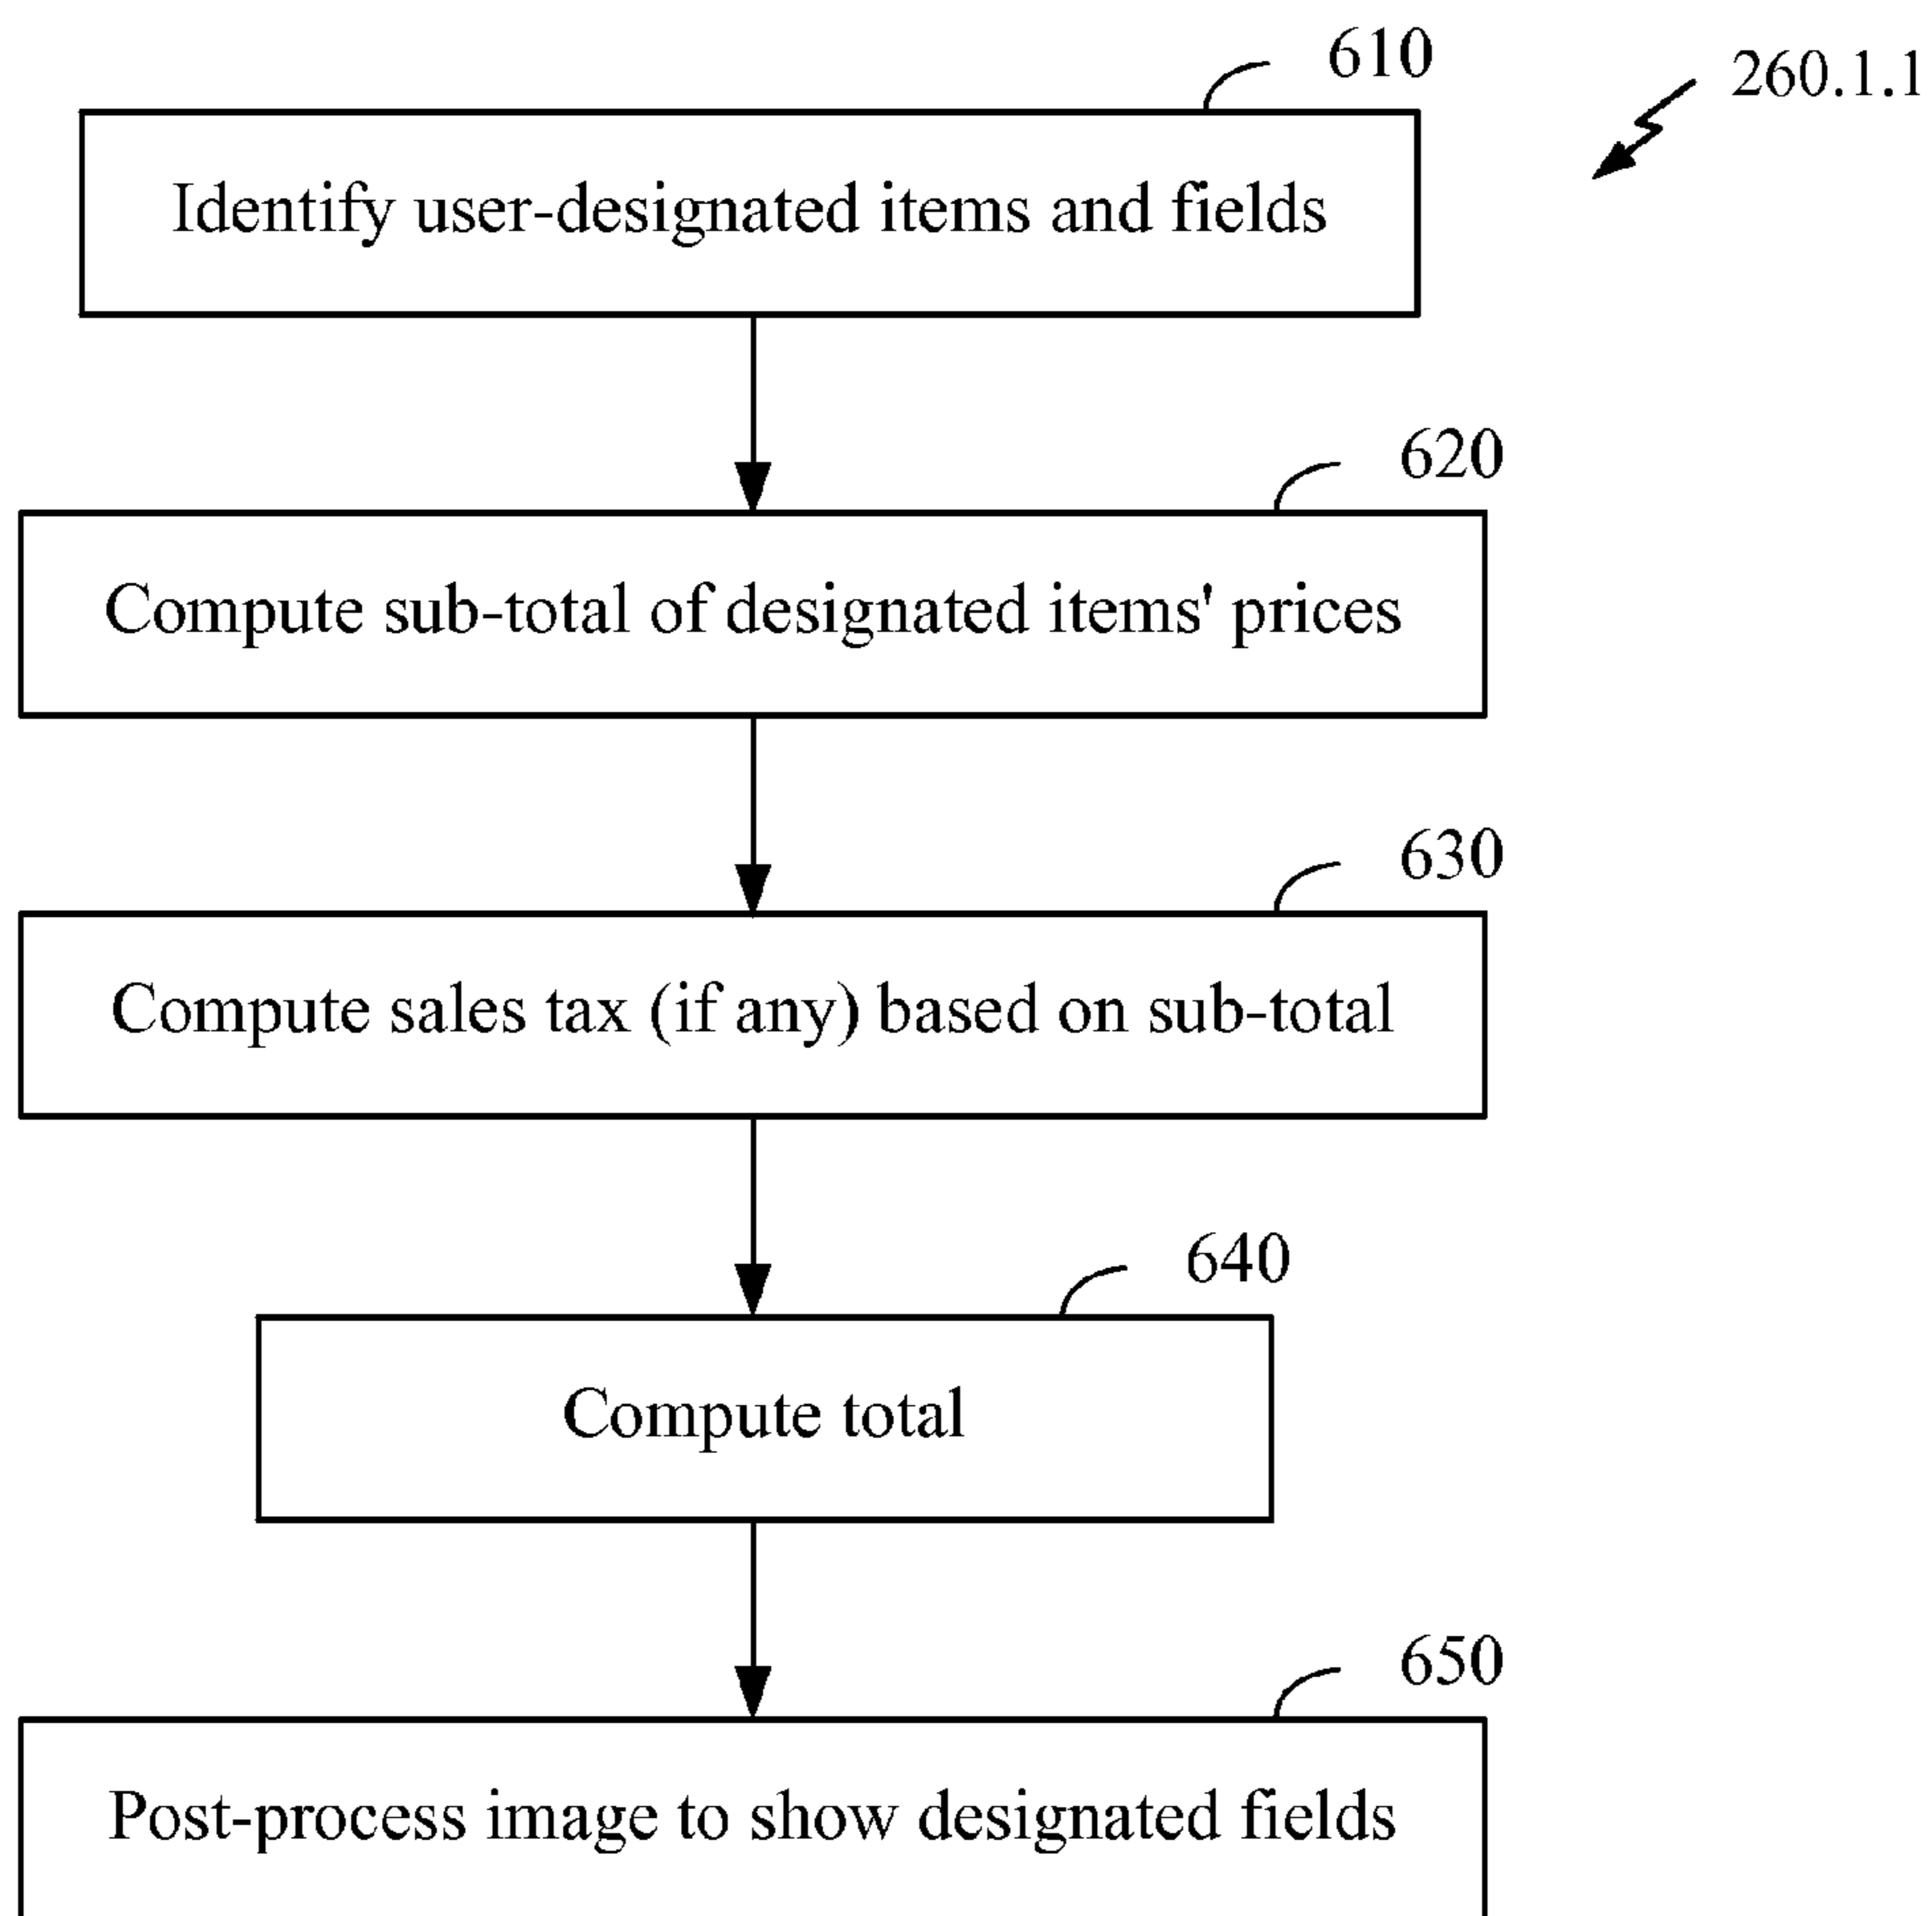 610
260.1.1
Identify user-designated items and fields
620
Compute sub-total of designated items' prices
630
Compute sales tax (if any) based on sub-total
640
Compute total
650
Post-process image to show designated fields